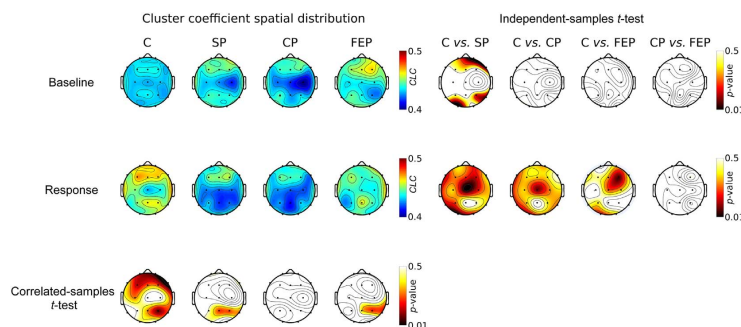 Cluster coefficient spatial distribution
Independent-samples t-test
C SP CP FEP C vs. SP C vs. CP C vs. FEP CP vs. FEP
Baseline
0.5
CLC
0.4
0.5
p-value
0.01
Response
0.5
CLC
0.4
0.5
p-value
0.01
Correlated-samples
t-test
0.5
p-value
0.01